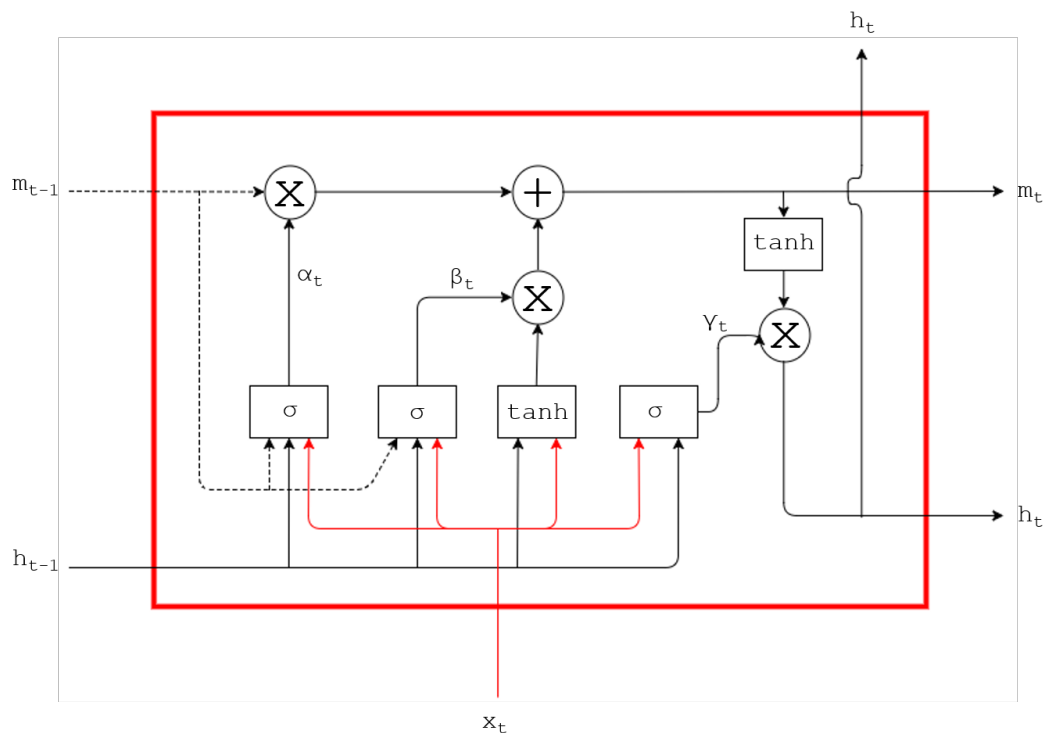 h_t
m_{t-1}
X
+
m_t
tanh
α_t
β_t
X
γ_t
X
σ
σ
tanh
σ
h_t
h_{t-1}
x_t